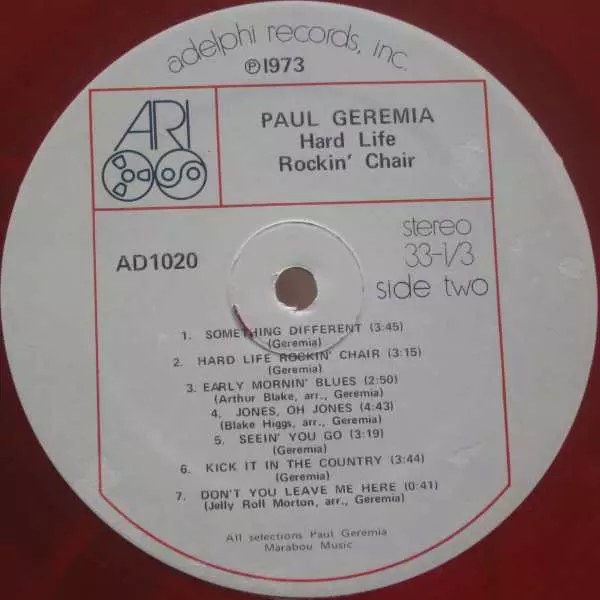 adelphi records, inc.
℗1973
ARI
PAUL GEREMIA
Hard Life
Rockin' Chair
stereo
33-1/3
side two
AD1020
1. SOMETHING DIFFERENT (3:45)
(Geremia)
2. HARD LIFE ROCKIN' CHAIR (3:15)
(Geremia)
3. EARLY MORNIN' BLUES (2:50)
(Arthur Blake, arr., Geremia)
4. JONES, OH JONES (4:43)
(Blake Higgs, arr., Geremia)
5. SEEIN' YOU GO (3:19)
(Geremia)
6. KICK IT IN THE COUNTRY (3:44)
(Geremia)
7. DON'T YOU LEAVE ME HERE (0:41)
(Jelly Roll Morton, arr., Geremia)
All selections Paul Geremia
Marabou Music